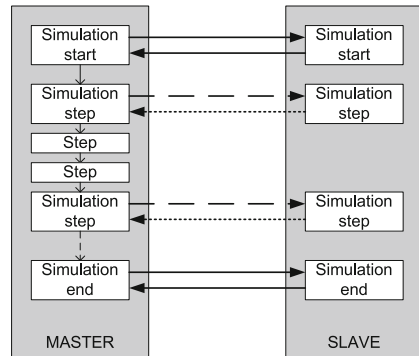 Simulation
start
Simulation
start
Simulation
step
Simulation
step
Step
Step
Simulation
step
Simulation
step
Simulation
end
Simulation
end
MASTER
SLAVE